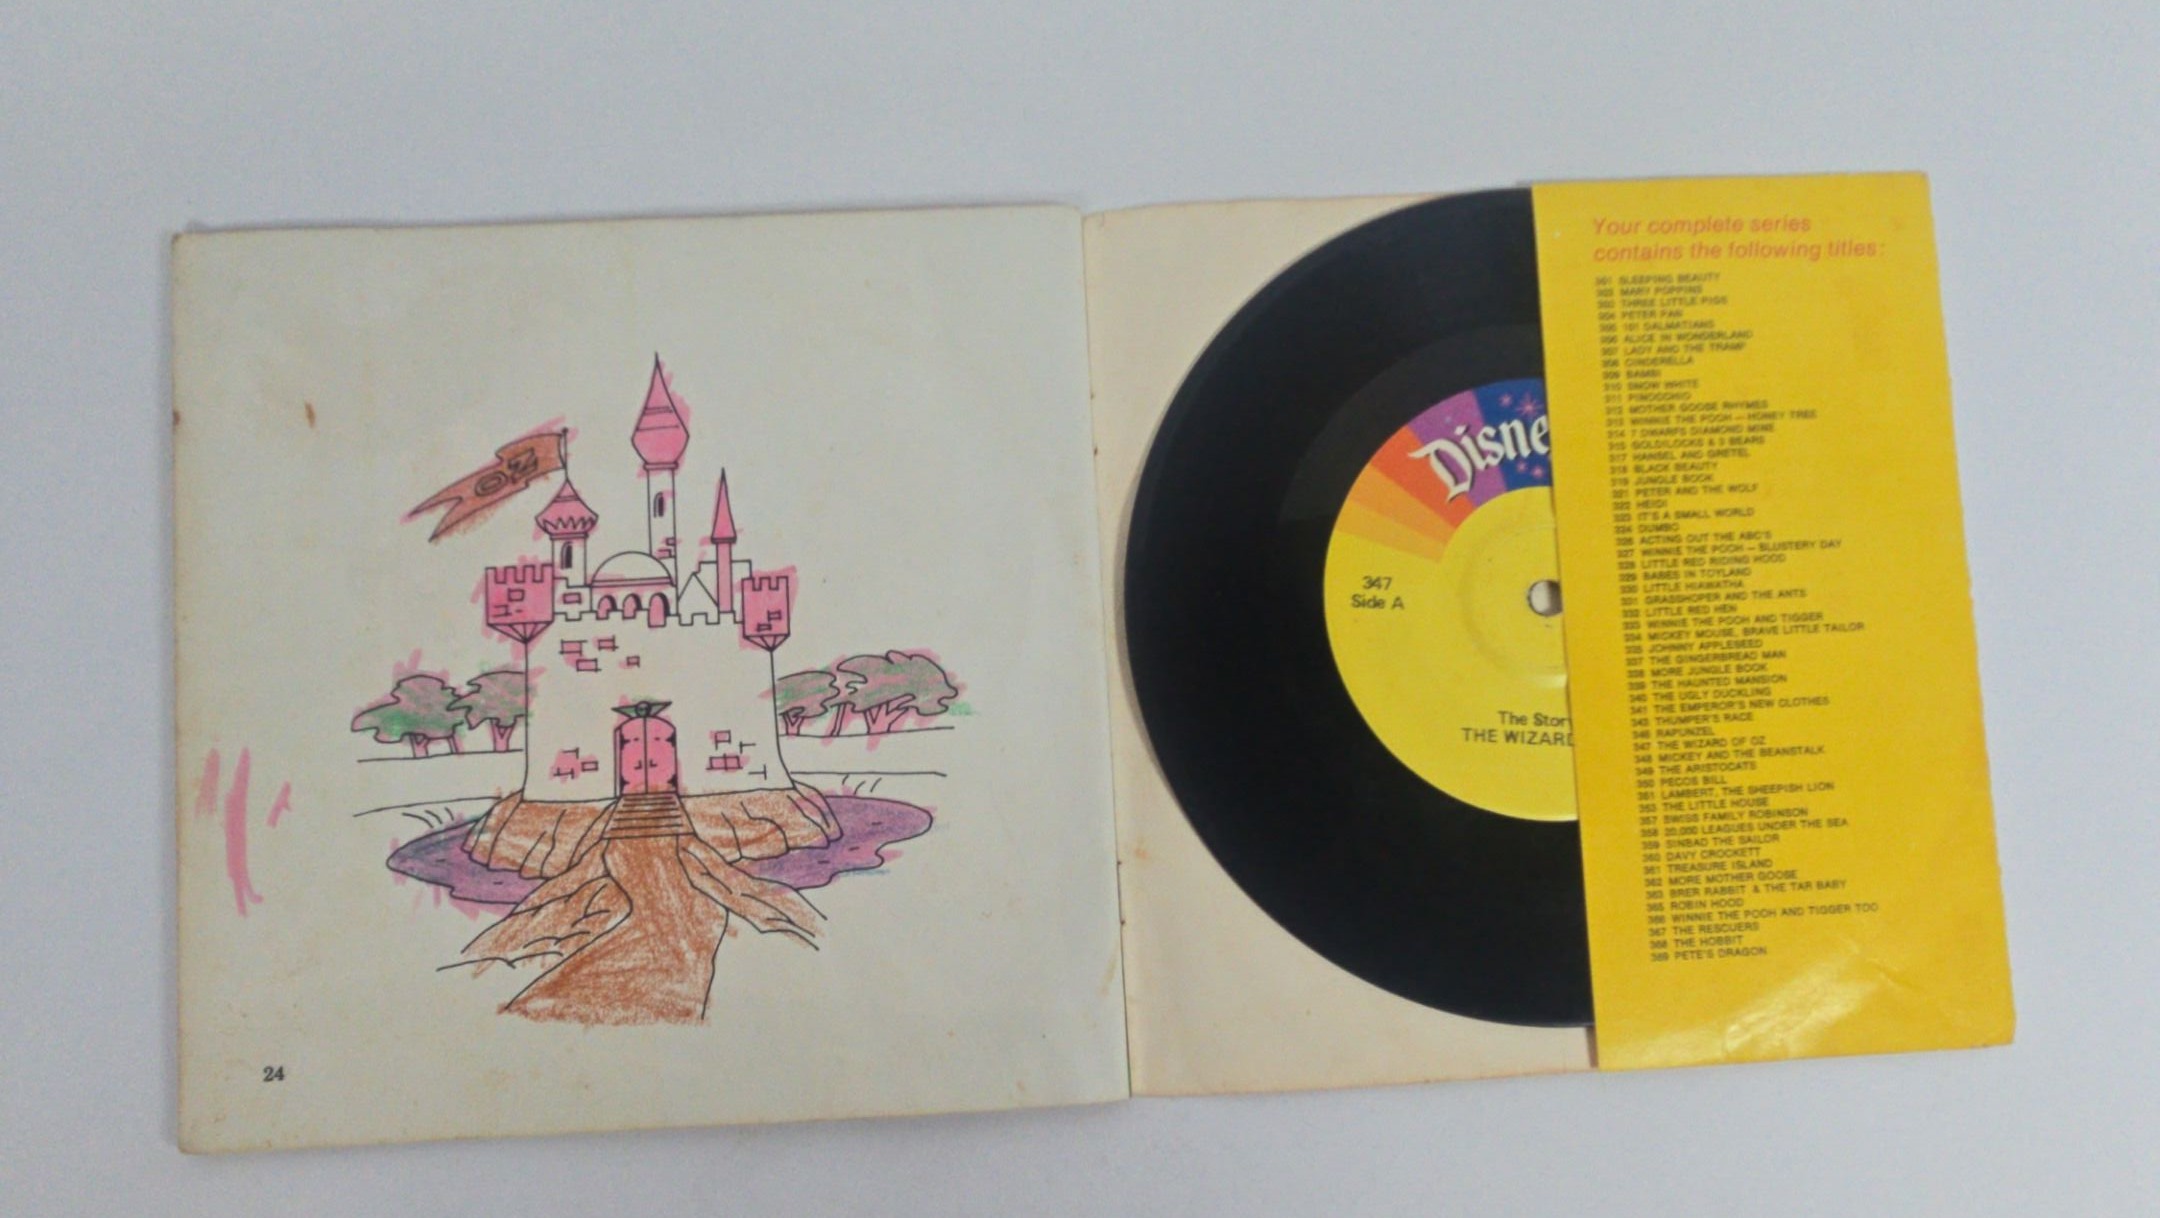 OZ
24
Disne
347
Side A
The Stor
THE WIZARD
Your complete series
contains the following titles:
301 SLEEPING BEAUTY
302 MARY POPPINS
303 THREE LITTLE PIGS
304 PETER PAN
305 101 DALMATIANS
306 ALICE IN WONDERLAND
307 LADY AND THE TRAMP
308 CINDERELLA
309 BAMBI
310 SNOW WHITE
311 PINOCCHIO
312 MOTHER GOOSE RHYMES
313 WINNIE THE POOH — HONEY TREE
314 7 DWARFS DIAMOND MINE
315 GOLDILOCKS & 3 BEARS
317 HANSEL AND GRETEL
318 BLACK BEAUTY
319 JUNGLE BOOK
321 PETER AND THE WOLF
322 HEIDI
323 IT'S A SMALL WORLD
324 DUMBO
326 ACTING OUT THE ABC'S
327 WINNIE THE POOH — BLUSTERY DAY
328 LITTLE RED RIDING HOOD
329 BABES IN TOYLAND
330 LITTLE HIAWATHA
331 GRASSHOPER AND THE ANTS
332 LITTLE RED HEN
333 WINNIE THE POOH AND TIGGER
334 MICKEY MOUSE, BRAVE LITTLE TAILOR
335 JOHNNY APPLESEED
337 THE GINGERBREAD MAN
338 MORE JUNGLE BOOK
339 THE HAUNTED MANSION
340 THE UGLY DUCKLING
341 THE EMPEROR'S NEW CLOTHES
343 THUMPER'S RACE
346 RAPUNZEL
347 THE WIZARD OF OZ
348 MICKEY AND THE BEANSTALK
349 THE ARISTOCATS
350 PECOS BILL
351 LAMBERT, THE SHEEPISH LION
353 THE LITTLE HOUSE
357 SWISS FAMILY ROBINSON
358 20,000 LEAGUES UNDER THE SEA
359 SINBAD THE SAILOR
360 DAVY CROCKETT
361 TREASURE ISLAND
362 MORE MOTHER GOOSE
363 BRER RABBIT & THE TAR BABY
365 ROBIN HOOD
366 WINNIE THE POOH AND TIGGER TOO
367 THE RESCUERS
368 THE HOBBIT
369 PETE'S DRAGON